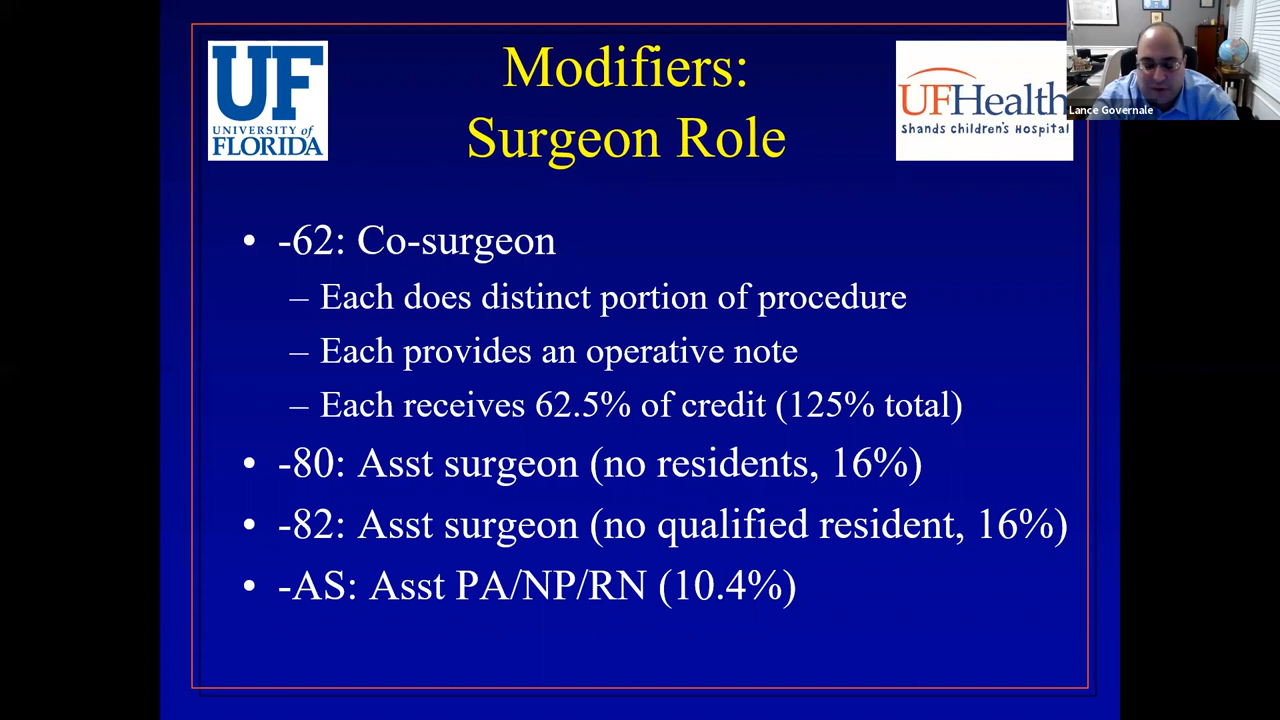 UF
UNIVERSITY of
FLORIDA
Modifiers:
Surgeon Role
UFHealth
Shands children's Hospital
Lance Governale
• -62: Co-surgeon
– Each does distinct portion of procedure
– Each provides an operative note
– Each receives 62.5% of credit (125% total)
• -80: Asst surgeon (no residents, 16%)
• -82: Asst surgeon (no qualified resident, 16%)
• -AS: Asst PA/NP/RN (10.4%)